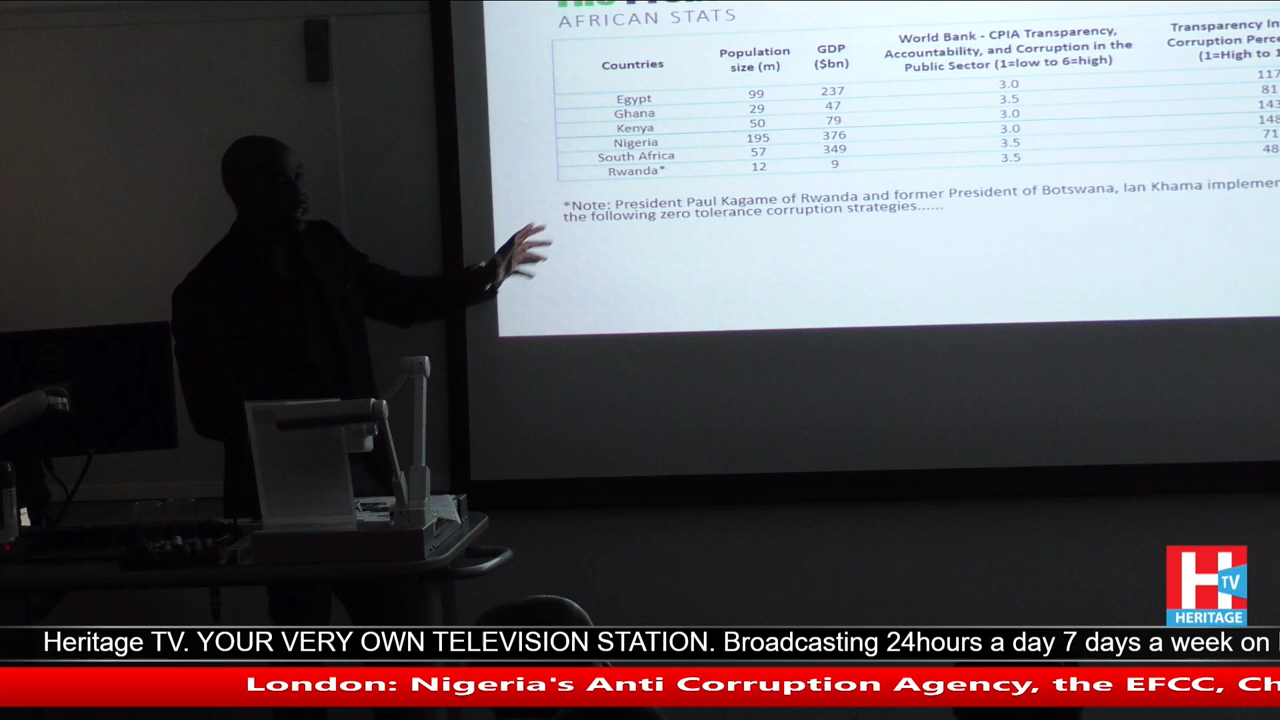 AFRICAN STATS
Countries Population size (m) GDP ($bn) World Bank - CPIA Transparency, Accountability, and Corruption in the Public Sector (1=low to 6=high) Transparency In Corruption Perce (1=High to 1
Egypt 99 237 3.0 117
Ghana 29 47 3.5 81
Kenya 50 79 3.0 143
Nigeria 195 376 3.0 148
South Africa 57 349 3.5 71
Rwanda* 12 9 3.5 48
*Note: President Paul Kagame of Rwanda and former President of Botswana, Ian Khama implemen
the following zero tolerance corruption strategies......
H TV
HERITAGE
Heritage TV. YOUR VERY OWN TELEVISION STATION. Broadcasting 24hours a day 7 days a week on
London: Nigeria's Anti Corruption Agency, the EFCC, Ch